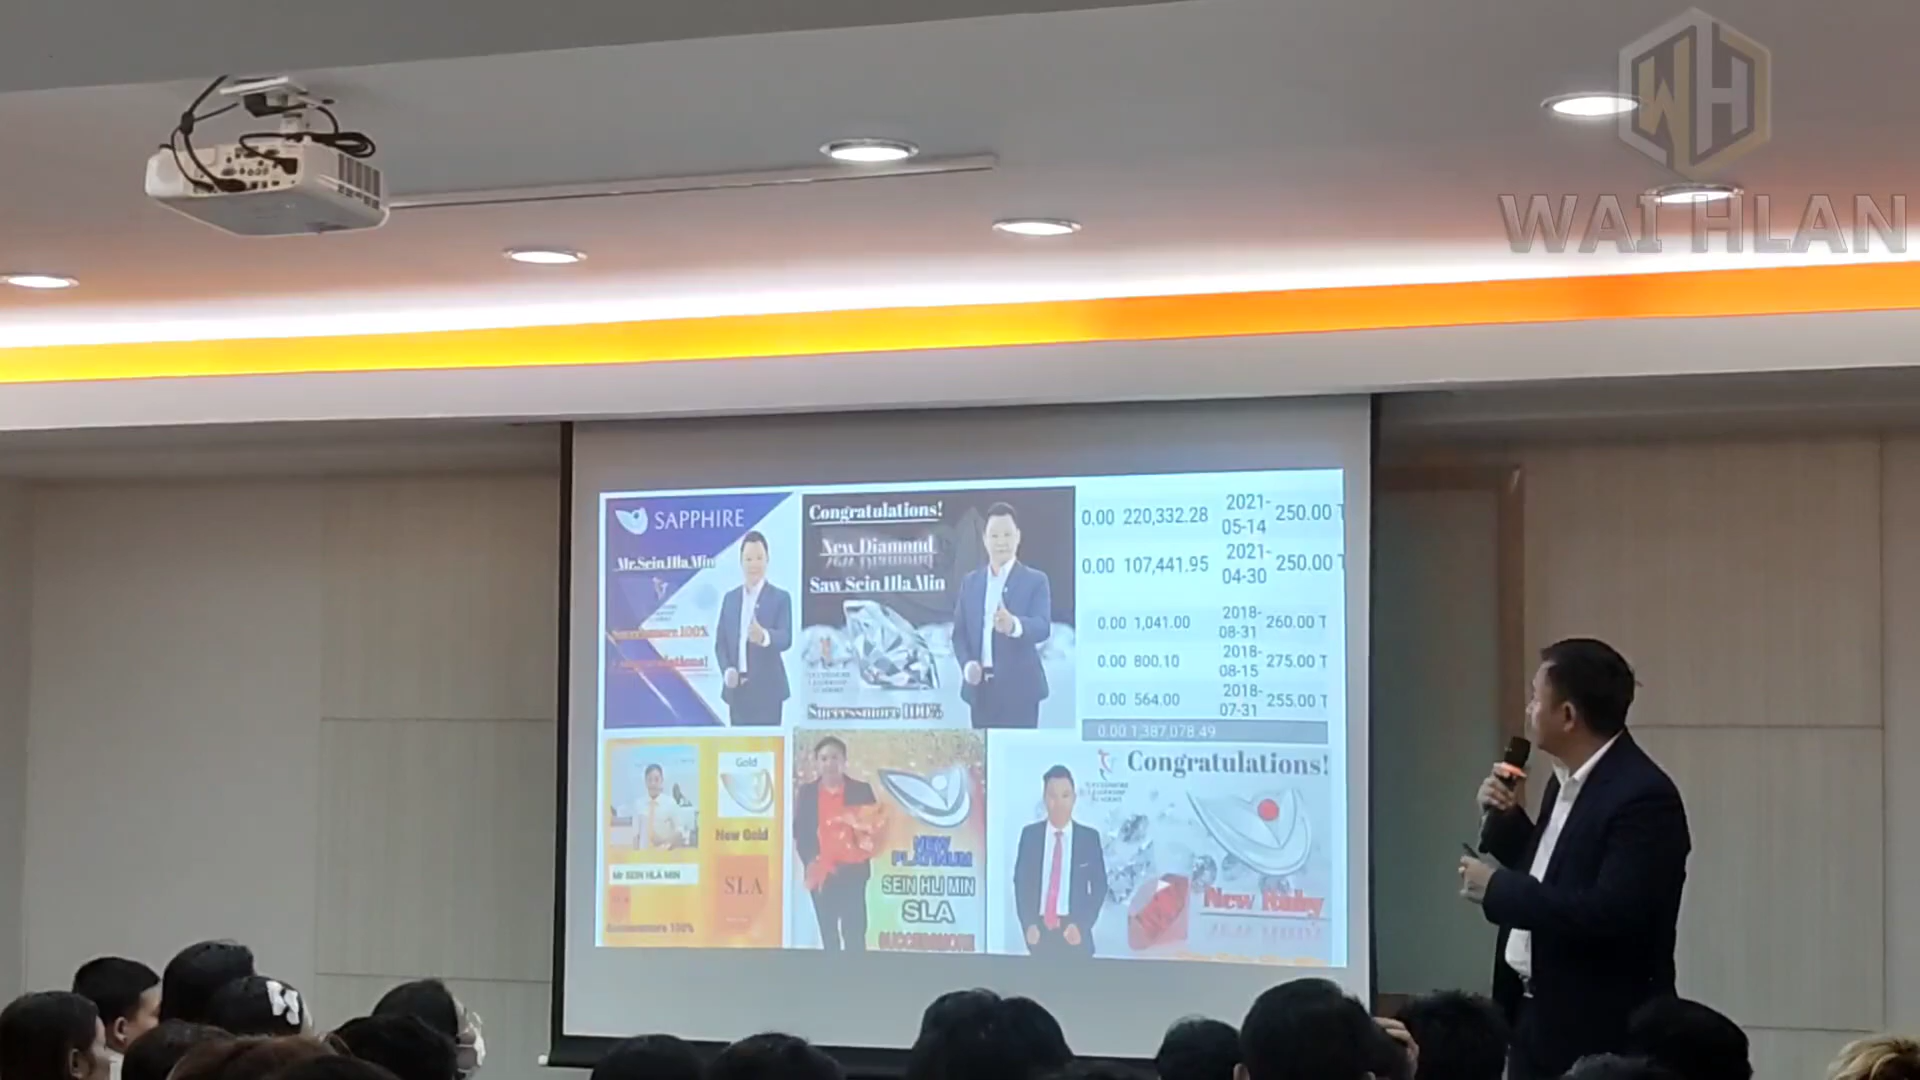 WH
WAI HLAN
SAPPHIRE
Mr.Sein Hla Min
Successmore 100%
Congratulations!
New Diamond
Saw Sein Hla Min
Successmore 100%
0.00 220,332.28 2021-05-14 250.00 T
0.00 107,441.95 2021-04-30 250.00 T
0.00 1,041.00 2018-08-31 260.00 T
0.00 800.10 2018-08-15 275.00 T
0.00 564.00 2018-07-31 255.00 T
0.00 1,387,078.49
Gold
New Gold
Mr SEIN HLA MIN
SLA
Successmore 100%
NEW
PLATINUM
SEIN HLI MIN
SLA
SUCCESSMORE
Congratulations!
New Ruby